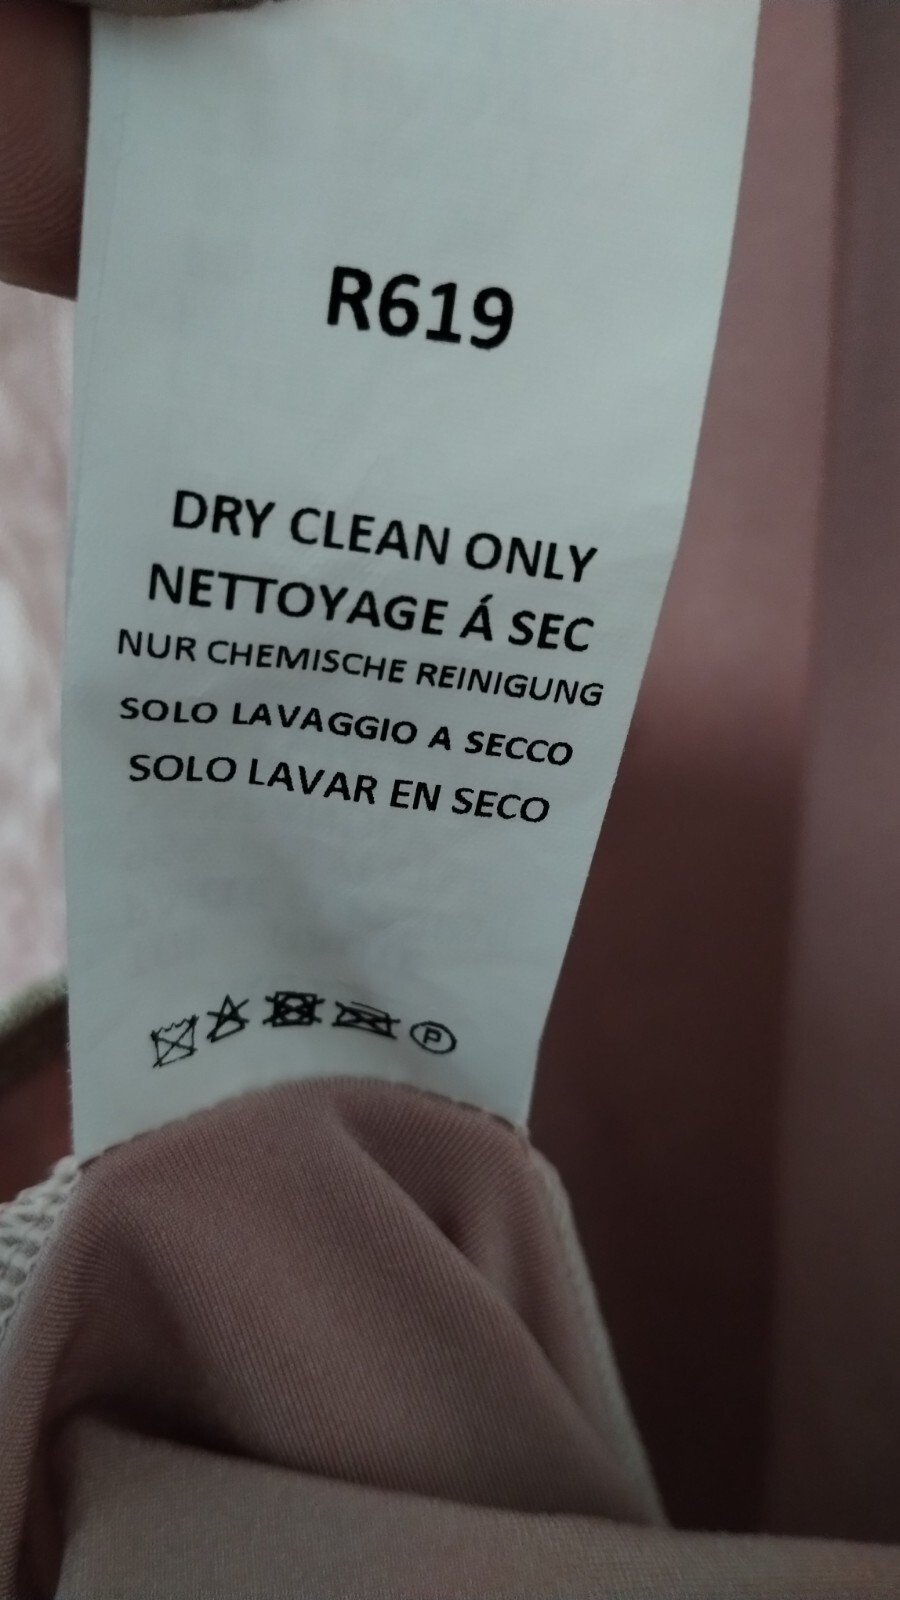 R619
DRY CLEAN ONLY
NETTOYAGE Á SEC
NUR CHEMISCHE REINIGUNG
SOLO LAVAGGIO A SECCO
SOLO LAVAR EN SECO
P